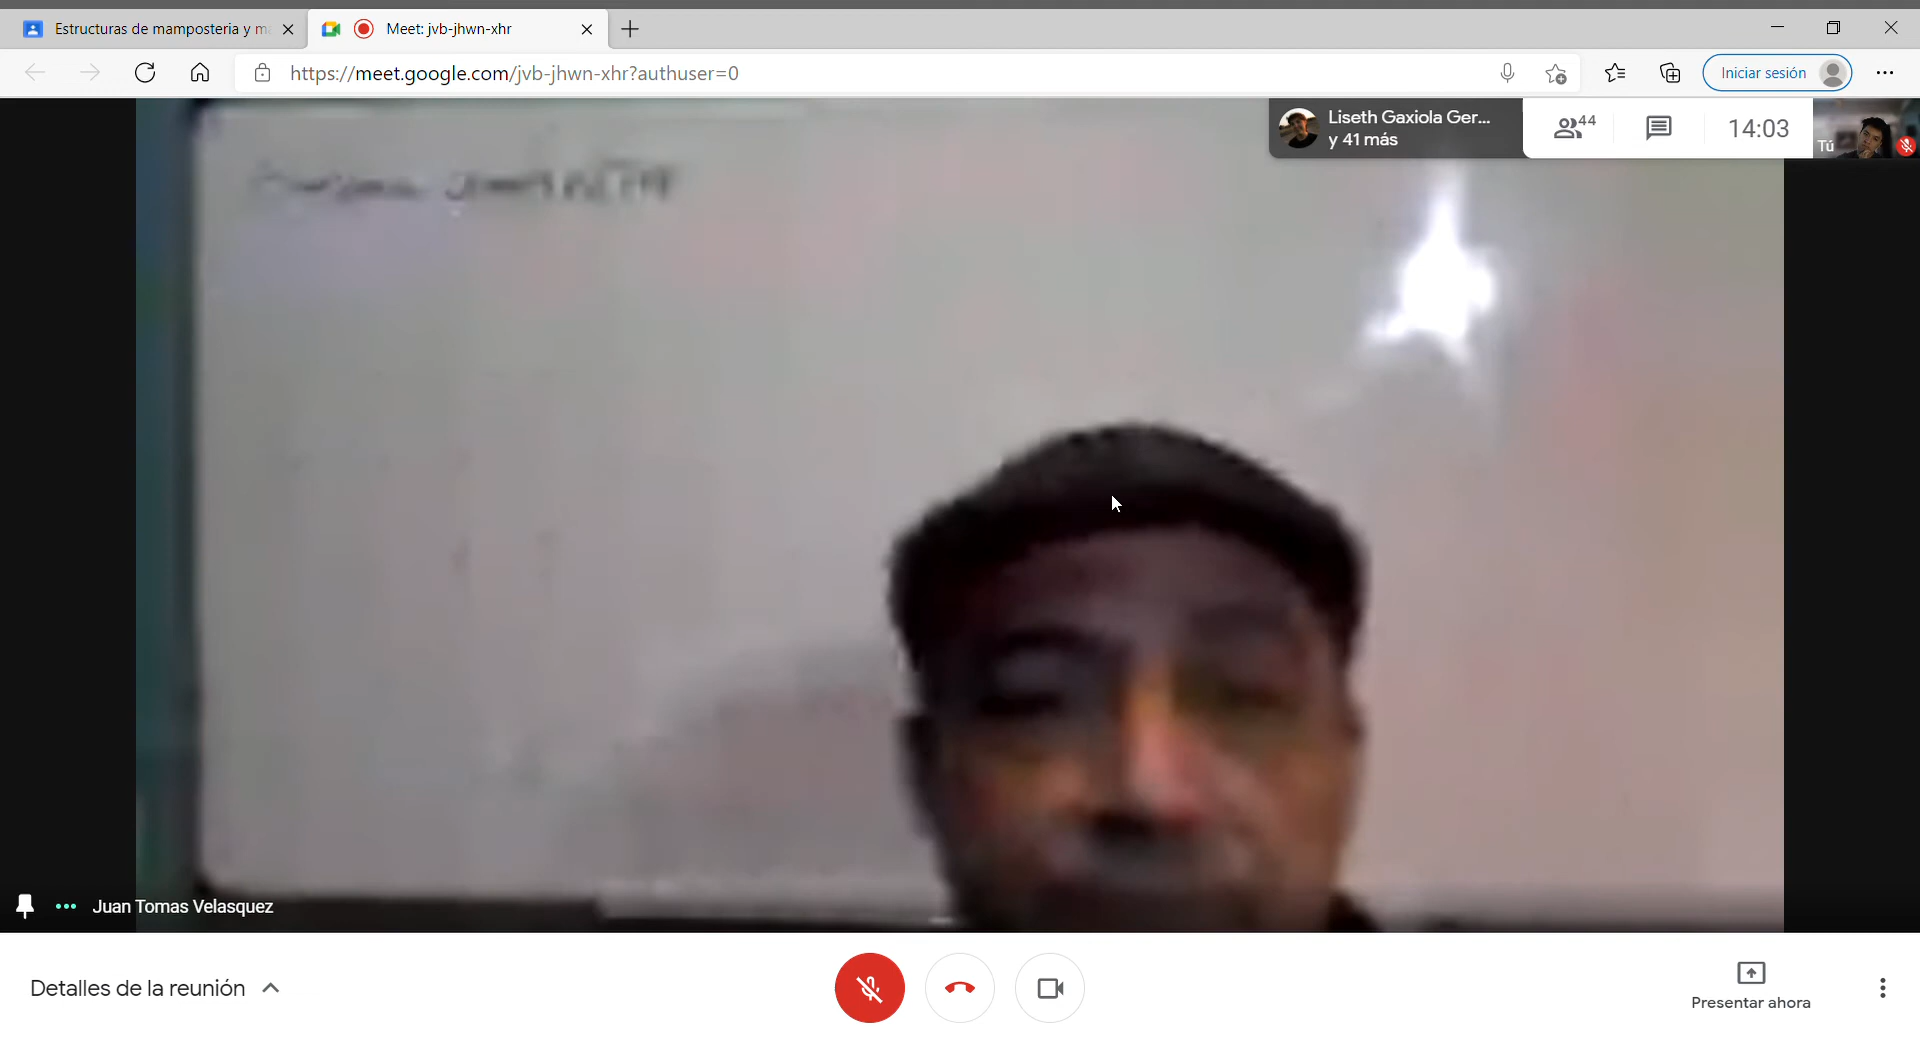 Estructuras de mamposteria y m
Meet: jvb-jhwn-xhr
https://meet.google.com/jvb-jhwn-xhr?authuser=0
Iniciar sesión
Liseth Gaxiola Ger...
y 41 más
44
14:03
Tú
Juan Tomas Velasquez
Detalles de la reunión
Presentar ahora